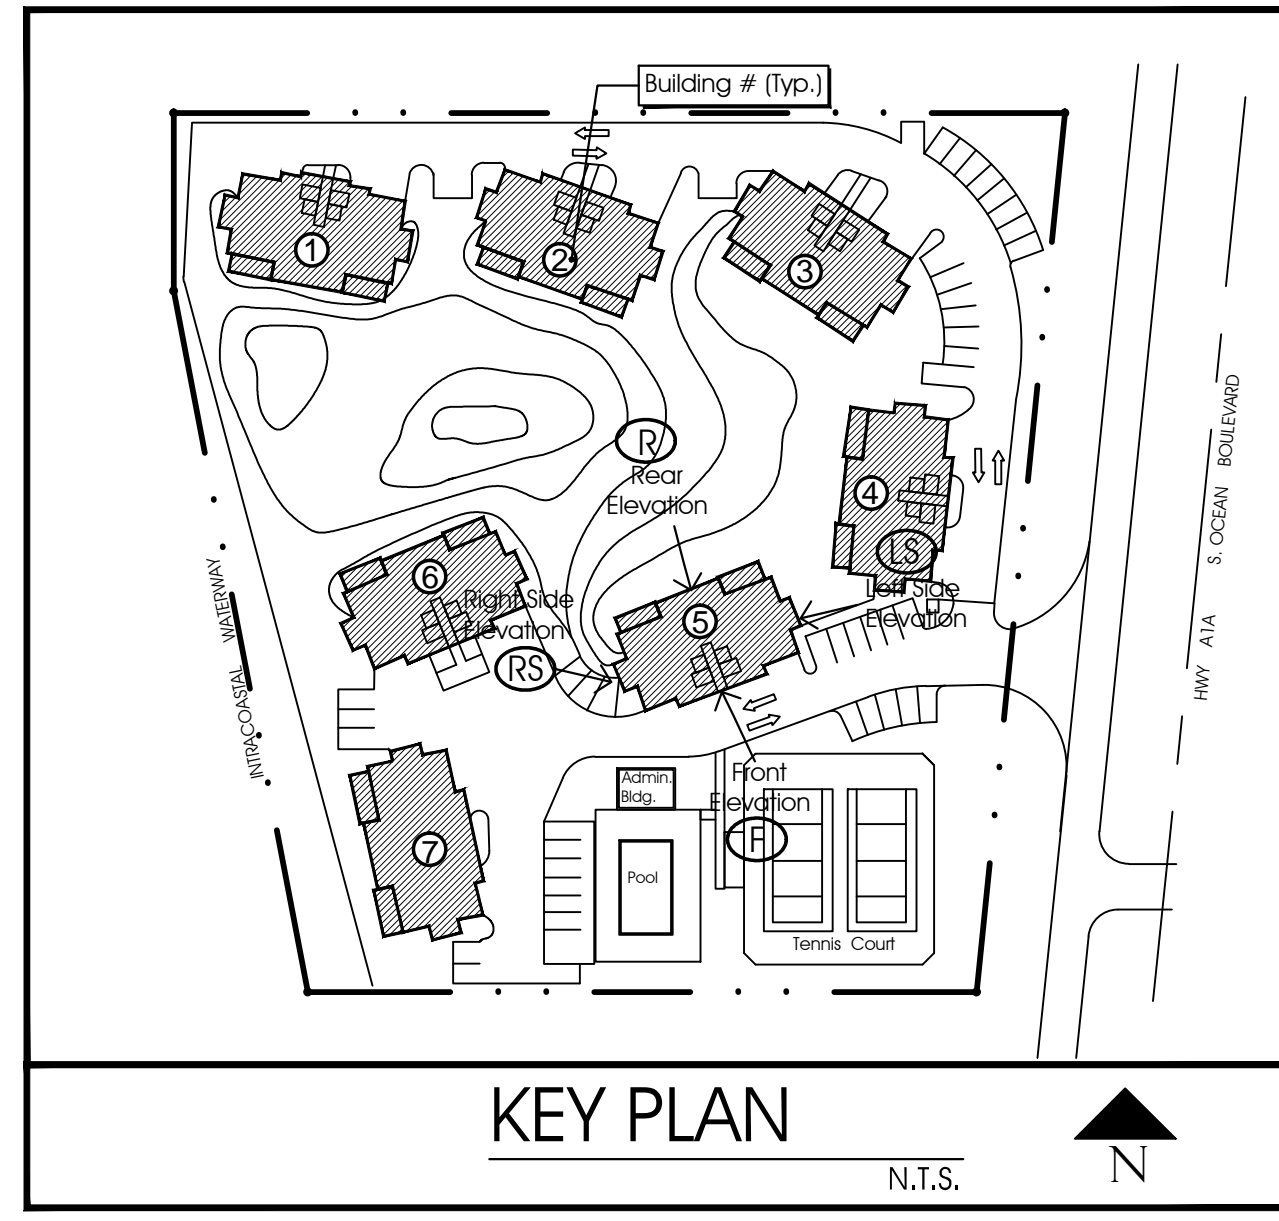 Building # (Typ.)
1
2
3
R
Rear
Elevation
4
LS
Left Side
Elevation
6
Right Side
Elevation
5
RS
INTRACOASTAL WATERWAY
HWY A1A S. OCEAN BOULEVARD
Front
Elevation
F
Admin.
Bldg.
7
Pool
Tennis Court
KEY PLAN
N.T.S.
N